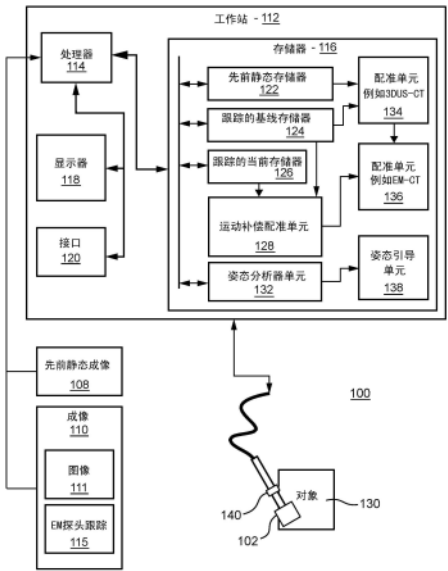 工作站 - 112
处理器
114
显示器
118
接口
120
存储器 - 116
先前静态存储器
122
跟踪的基线存储器
124
跟踪的当前存储器
126
运动补偿配准单元
128
姿态分析器单元
132
配准单元
例如3DUS-CT
134
配准单元
例如EM-CT
136
姿态引导
单元
138
先前静态成像
108
成像
110
图像
111
EM探头跟踪
115
100
对象
130
140
102